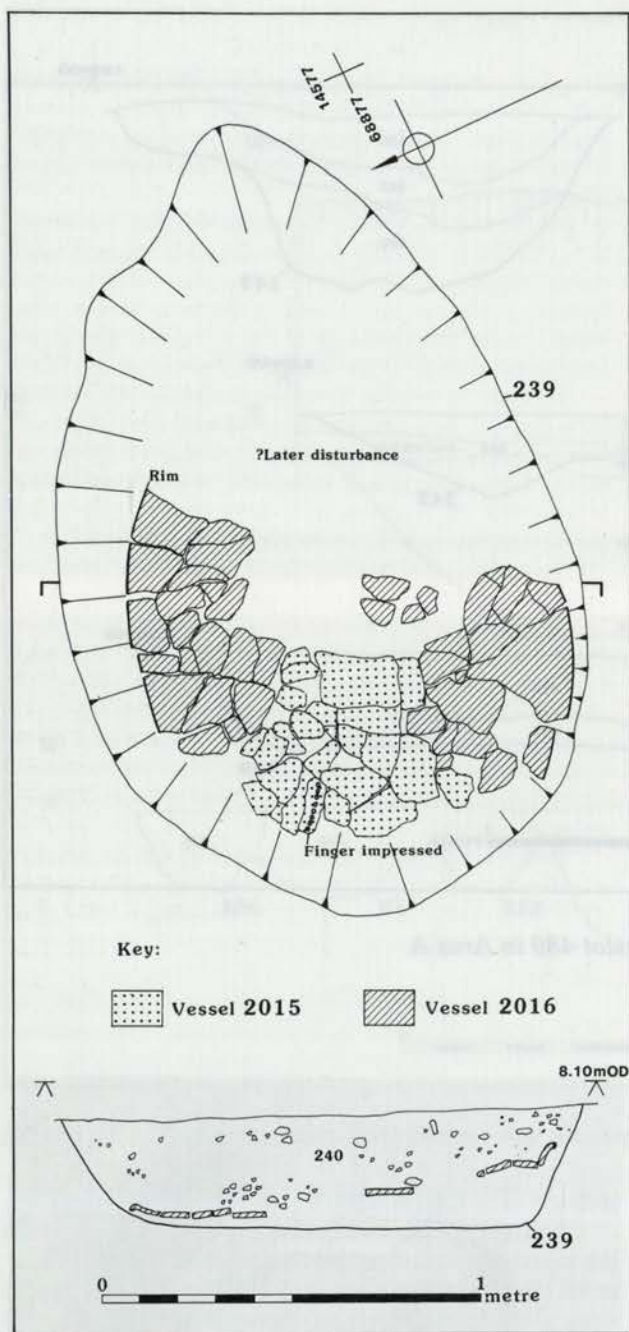 14577
68877
239
?Later disturbance
Rim
Finger impressed
Key:
Vessel 2015
Vessel 2016
8.10mOD
240
239
0 1
metre